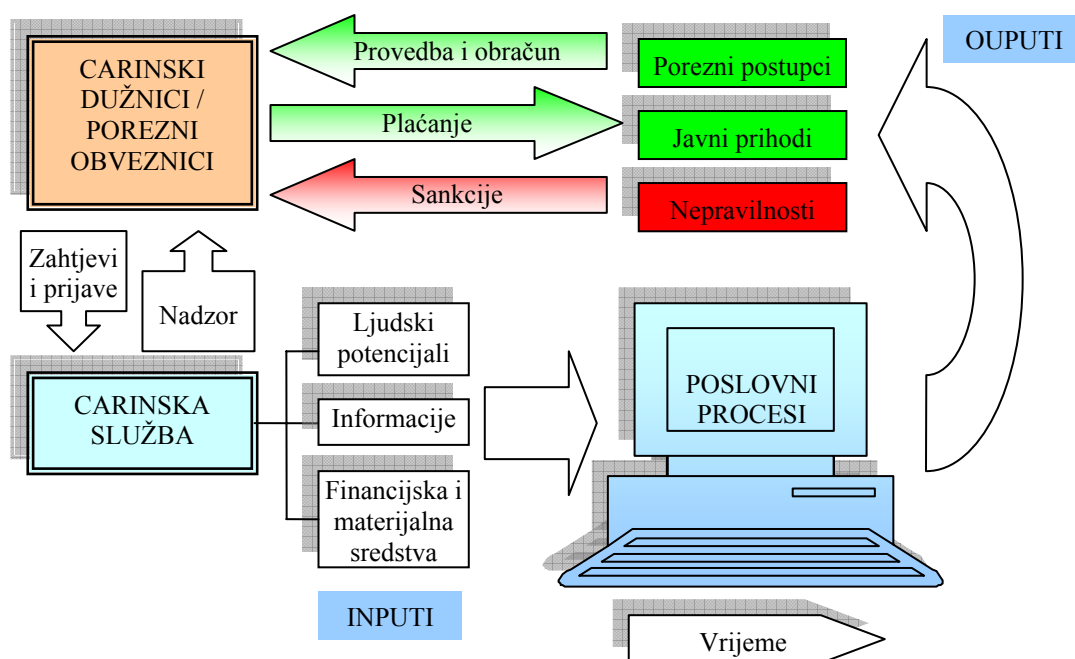 CARINSKI
DUŽNICI /
POREZNI
OBVEZNICI
Provedba i obračun
Porezni postupci
OUPUTI
Plaćanje
Javni prihodi
Sankcije
Nepravilnosti
Zahtjevi
i prijave
Nadzor
CARINSKA
SLUŽBA
Ljudski
potencijali
Informacije
Financijska i
materijalna
sredstva
INPUTI
POSLOVNI
PROCESI
Vrijeme